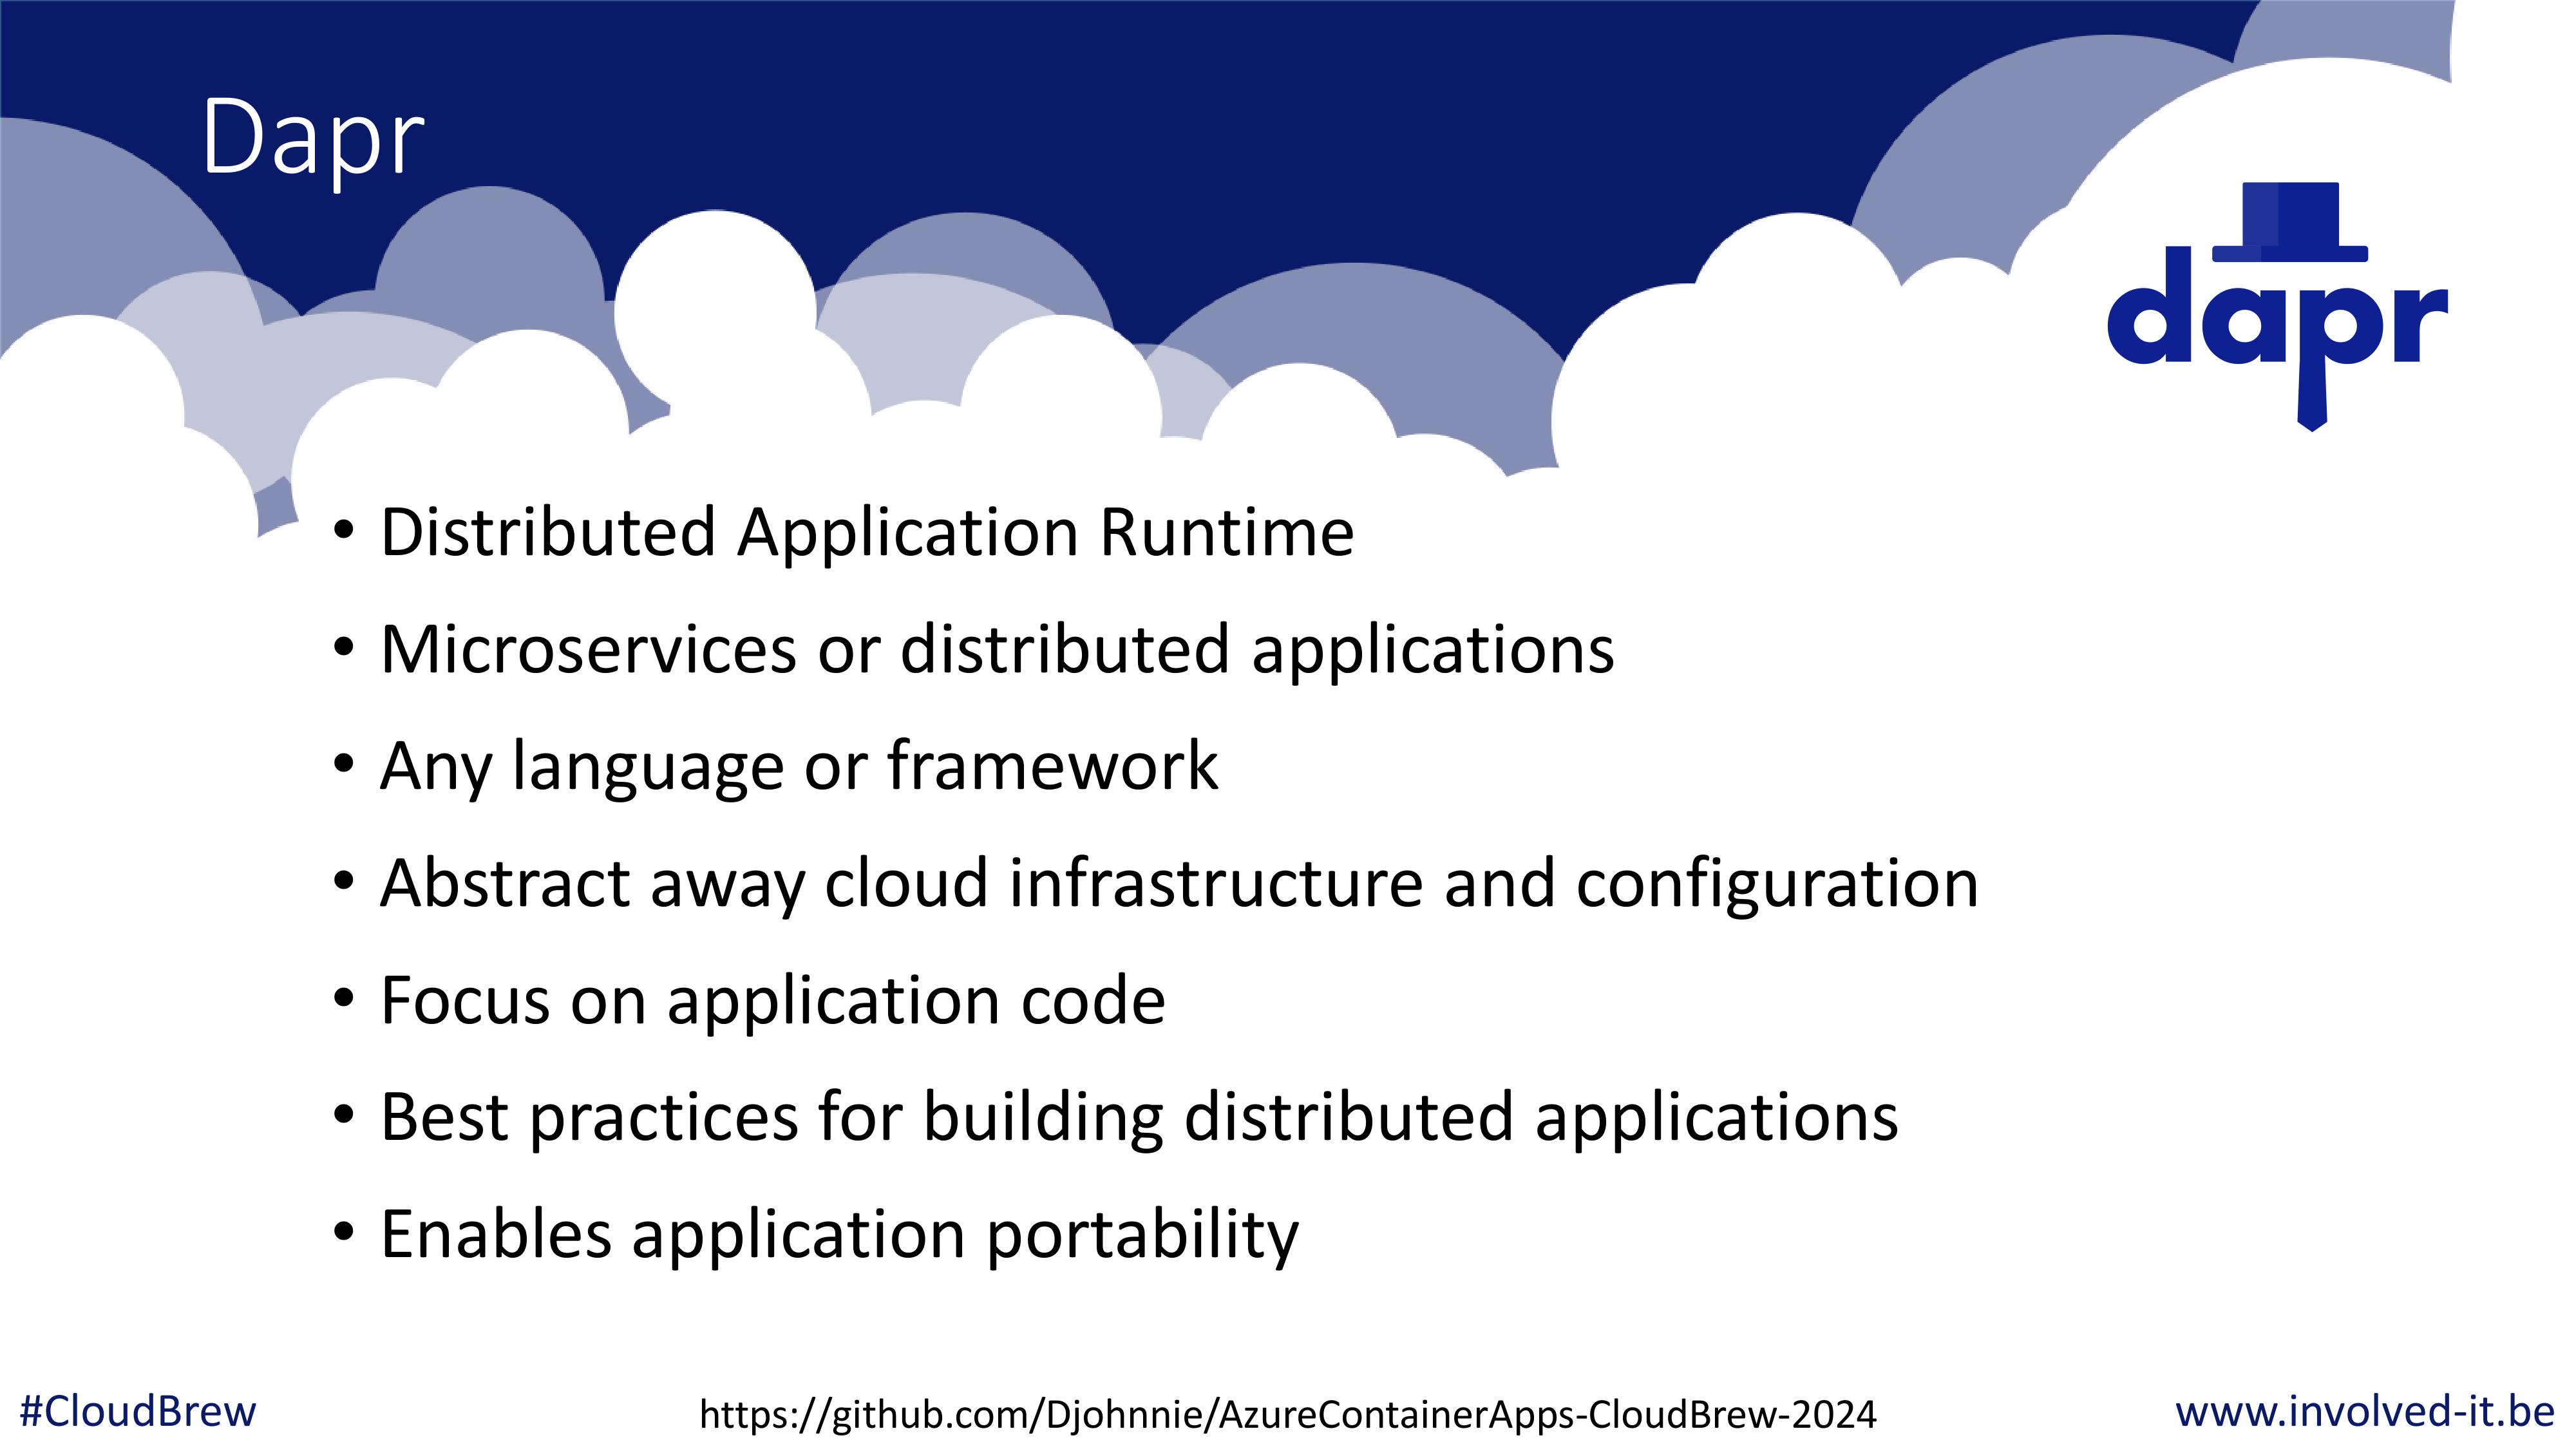 Dapr
dapr
• Distributed Application Runtime
• Microservices or distributed applications
• Any language or framework
• Abstract away cloud infrastructure and configuration
• Focus on application code
• Best practices for building distributed applications
• Enables application portability
#CloudBrew
https://github.com/Djohnnie/AzureContainerApps-CloudBrew-2024
www.involved-it.be